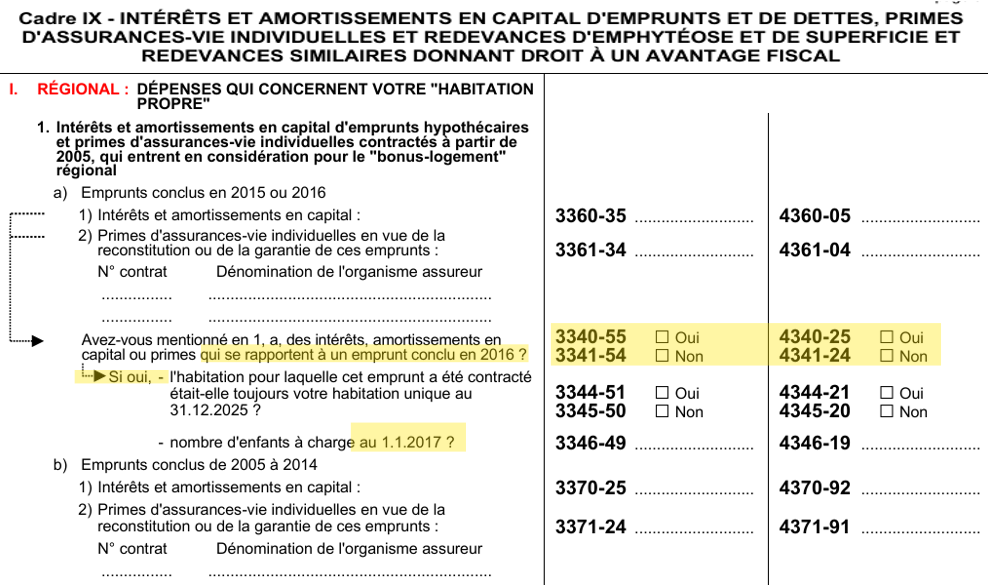 Cadre IX - INTÉRÊTS ET AMORTISSEMENTS EN CAPITAL D'EMPRUNTS ET DE DETTES, PRIMES
D'ASSURANCES-VIE INDIVIDUELLES ET REDEVANCES D'EMPHYTÉOSE ET DE SUPERFICIE ET
REDEVANCES SIMILAIRES DONNANT DROIT À UN AVANTAGE FISCAL
I. RÉGIONAL : DÉPENSES QUI CONCERNENT VOTRE "HABITATION
PROPRE"
1. Intérêts et amortissements en capital d'emprunts hypothécaires
et primes d'assurances-vie individuelles contractés à partir de
2005, qui entrent en considération pour le "bonus-logement"
régional
a) Emprunts conclus en 2015 ou 2016
1) Intérêts et amortissements en capital : 3360-35 ........................... 4360-05 ...........................
2) Primes d'assurances-vie individuelles en vue de la
reconstitution ou de la garantie de ces emprunts : 3361-34 ........................... 4361-04 ...........................
N° contrat Dénomination de l'organisme assureur
................ ................................................................
................ ................................................................
Avez-vous mentionné en 1, a, des intérêts, amortissements en 3340-55 ☐ Oui 4340-25 ☐ Oui
capital ou primes qui se rapportent à un emprunt conclu en 2016 ? 3341-54 ☐ Non 4341-24 ☐ Non
Si oui, - l'habitation pour laquelle cet emprunt a été contracté
était-elle toujours votre habitation unique au 3344-51 ☐ Oui 4344-21 ☐ Oui
31.12.2025 ? 3345-50 ☐ Non 4345-20 ☐ Non
- nombre d'enfants à charge au 1.1.2017 ? 3346-49 ........................... 4346-19 ...........................
b) Emprunts conclus de 2005 à 2014
1) Intérêts et amortissements en capital : 3370-25 ........................... 4370-92 ...........................
2) Primes d'assurances-vie individuelles en vue de la
reconstitution ou de la garantie de ces emprunts : 3371-24 ........................... 4371-91 ...........................
N° contrat Dénomination de l'organisme assureur
................ ................................................................